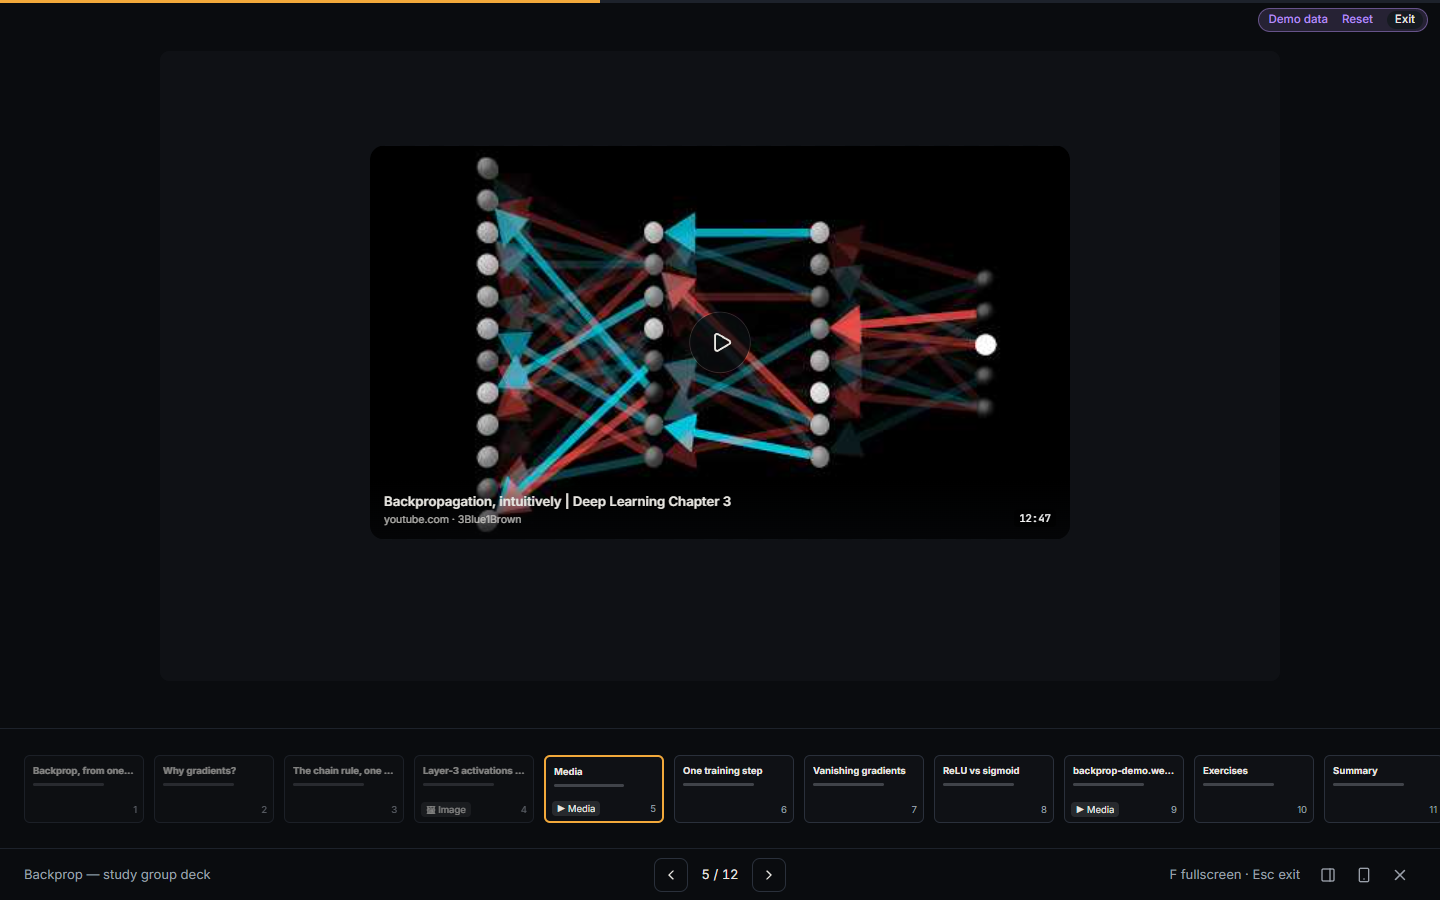 Demo data Reset Exit
Backpropagation, intuitively | Deep Learning Chapter 3
youtube.com · 3Blue1Brown
12:47
Backprop, from one...
1
Why gradients?
2
The chain rule, one ...
3
Layer-3 activations ...
Image
4
Media
Media
5
One training step
6
Vanishing gradients
7
ReLU vs sigmoid
8
backprop-demo.we...
Media
9
Exercises
10
Summary
11
Backprop — study group deck
5 / 12
F fullscreen · Esc exit